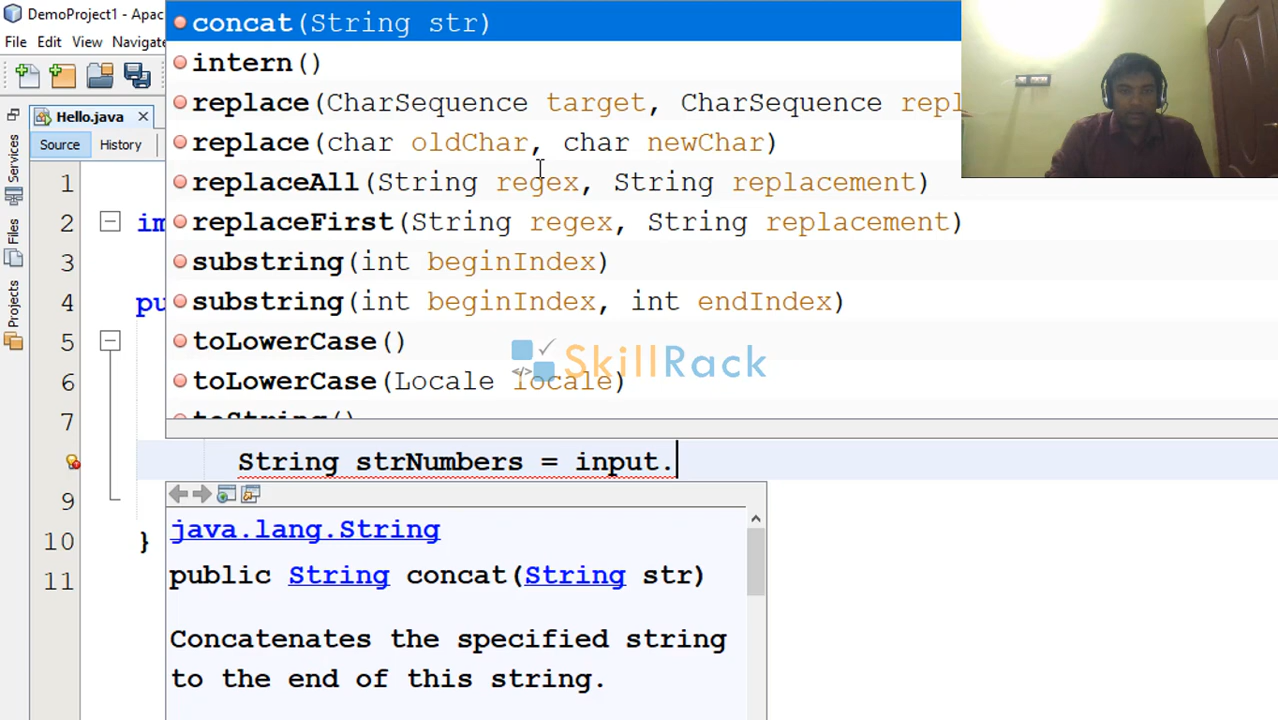 DemoProject1 - Apac
File Edit View Navigate
Hello.java
Source History
Services
Files
Projects
concat(String str)
intern()
replace(CharSequence target, CharSequence repl
replace(char oldChar, char newChar)
replaceAll(String regex, String replacement)
replaceFirst(String regex, String replacement)
substring(int beginIndex)
substring(int beginIndex, int endIndex)
toLowerCase()
toLowerCase(Locale locale)
toString()
SkillRack
1
2 im
3
4 pu
5
6
7
String strNumbers = input.
9
10 }
11
java.lang.String
public String concat(String str)
Concatenates the specified string
to the end of this string.